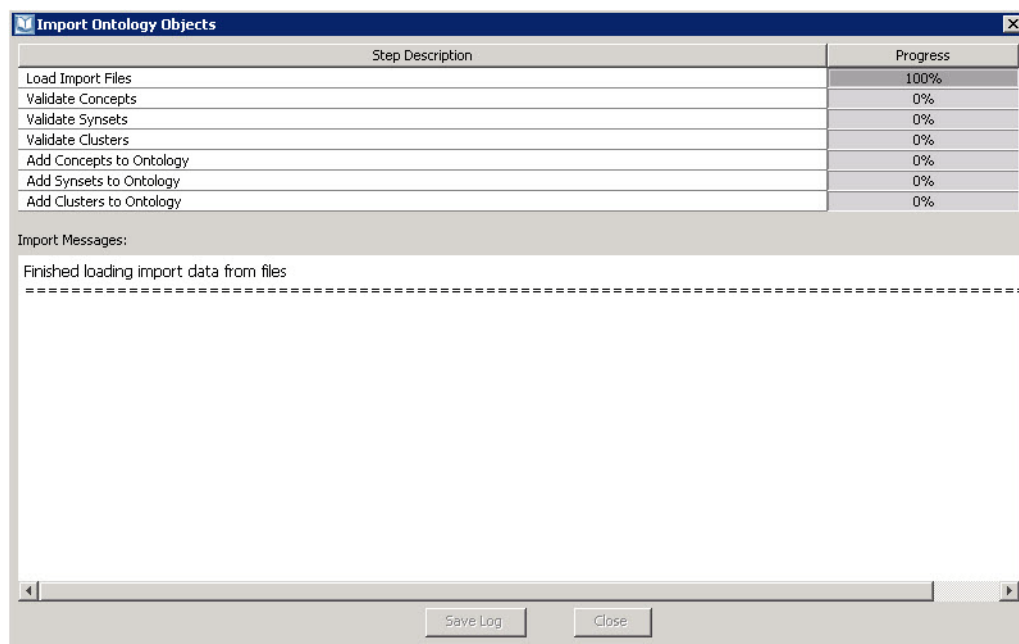 Import Ontology Objects
Step Description Progress
Load Import Files 100%
Validate Concepts 0%
Validate Synsets 0%
Validate Clusters 0%
Add Concepts to Ontology 0%
Add Synsets to Ontology 0%
Add Clusters to Ontology 0%
Import Messages:
Finished loading import data from files
=====================================================================================
Save Log Close